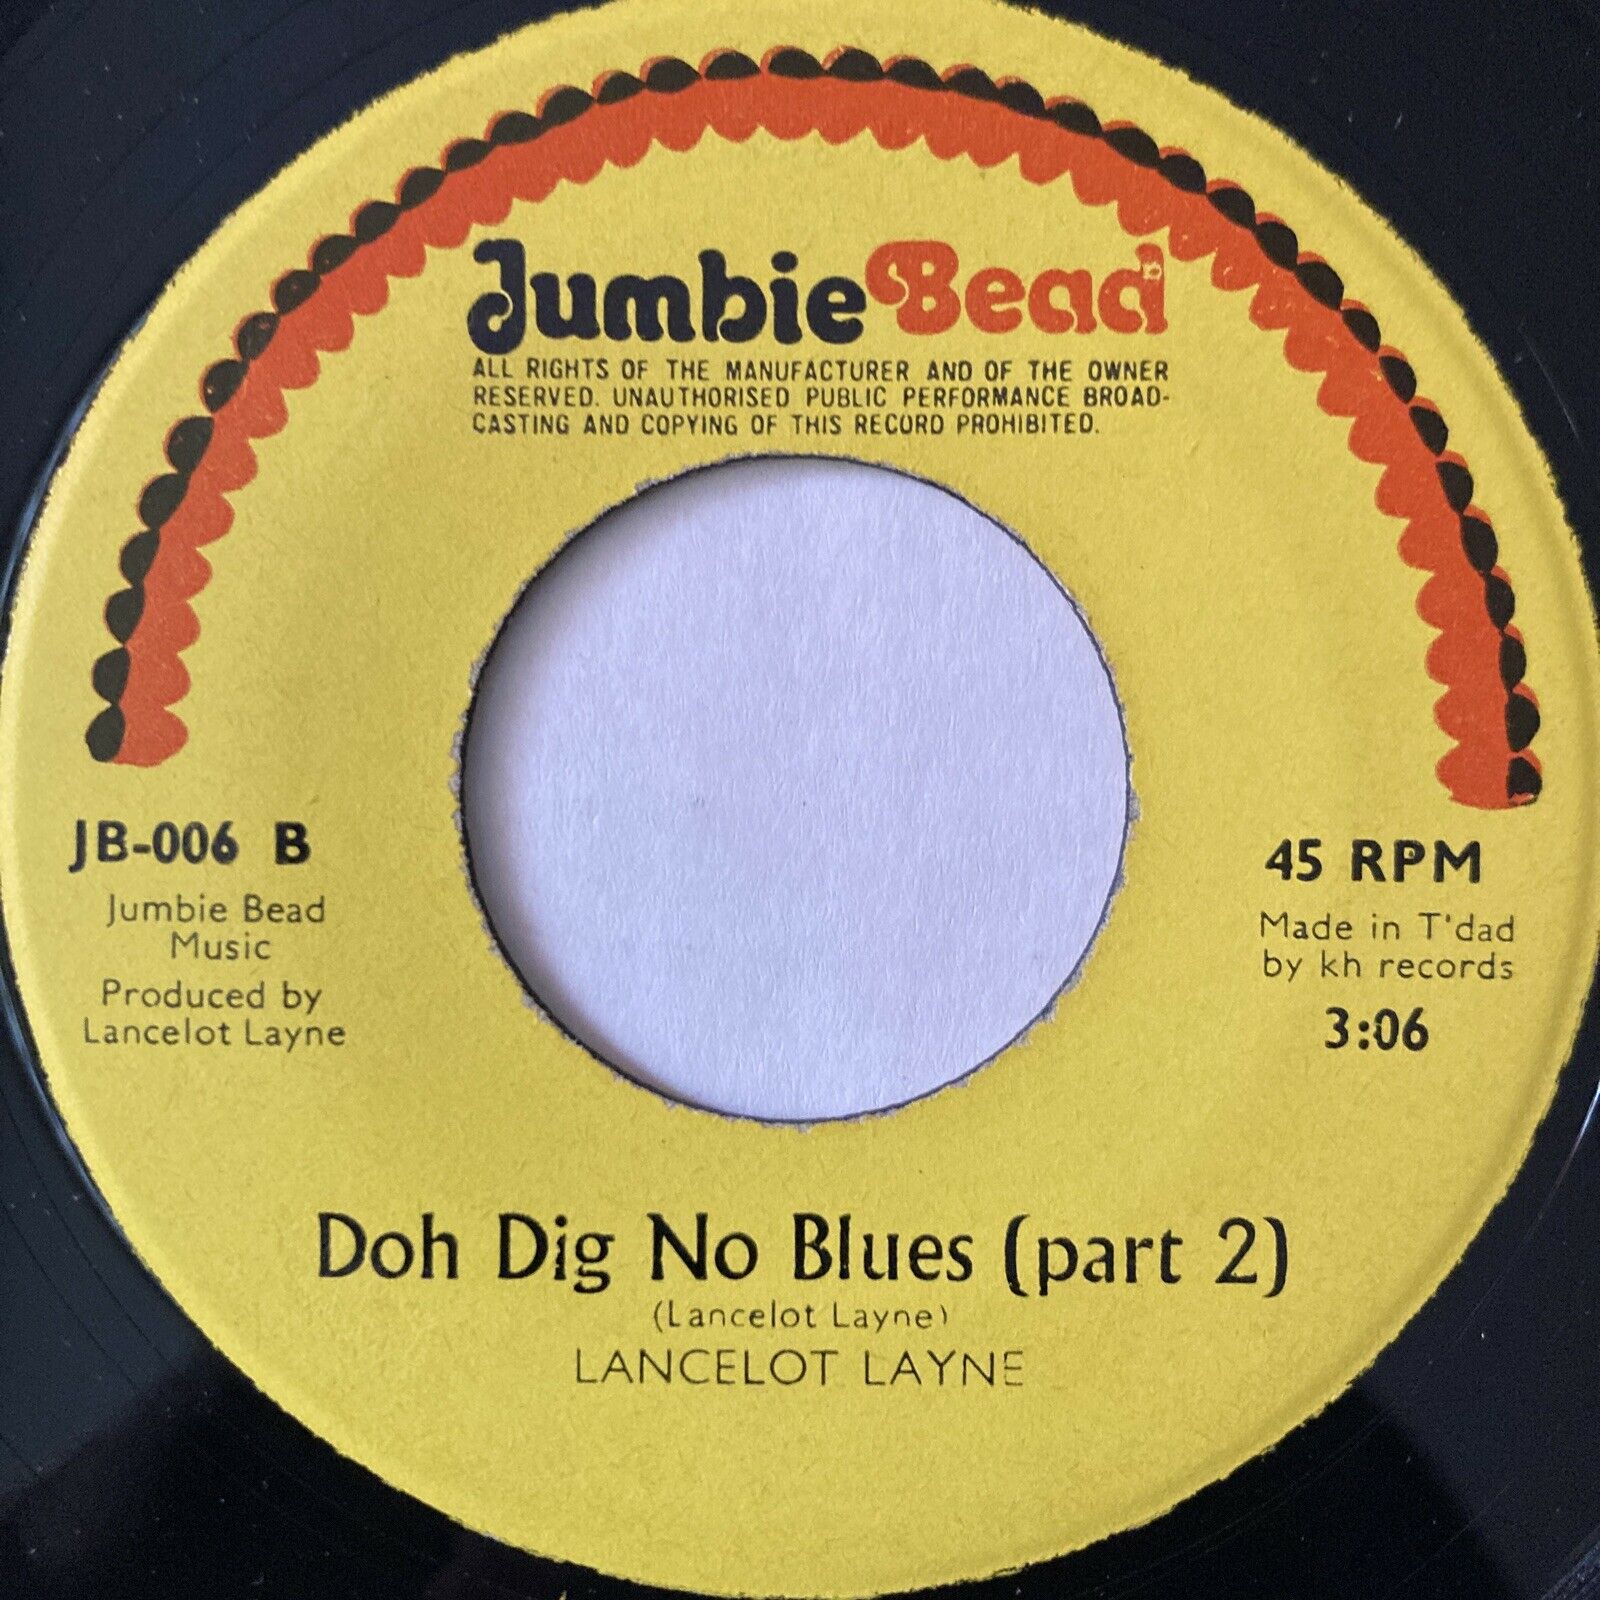 Jumbie Bead
ALL RIGHTS OF THE MANUFACTURER AND OF THE OWNER
RESERVED. UNAUTHORISED PUBLIC PERFORMANCE BROAD-
CASTING AND COPYING OF THIS RECORD PROHIBITED.
JB-006 B
Jumbie Bead
Music
Produced by
Lancelot Layne
45 RPM
Made in T'dad
by kh records
3:06
Doh Dig No Blues (part 2)
(Lancelot Layne)
LANCELOT LAYNE